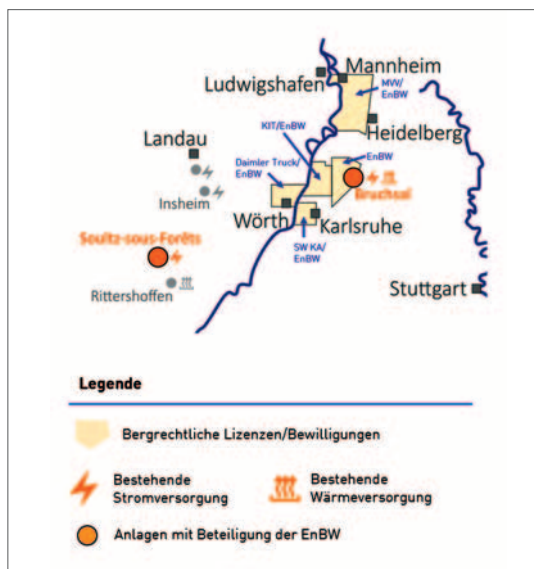 Mannheim
Ludwigshafen
MVV/
EnBW
KIT/EnBW
Heidelberg
Landau
EnBW
Daimler Truck/
EnBW
Insheim
Bruchsal
Wörth
Karlsruhe
Soultz-sous-Forêts
SW KA/
EnBW
Rittershoffen
Stuttgart
Legende
Bergrechtliche Lizenzen/Bewilligungen
Bestehende
Stromversorgung
Bestehende
Wärmeversorgung
Anlagen mit Beteiligung der EnBW